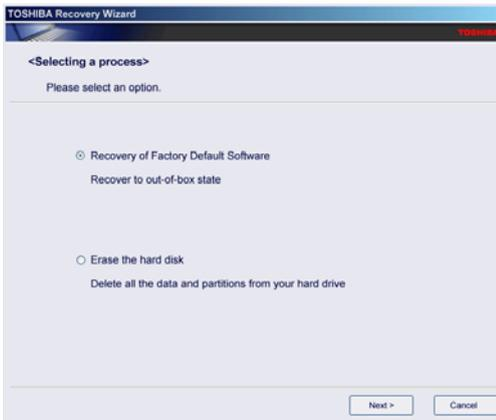 TOSHIBA Recovery Wizard
TOSHIBA
<Selecting a process>
Please select an option.
Recovery of Factory Default Software
Recover to out-of-box state
Erase the hard disk
Delete all the data and partitions from your hard drive
Next >
Cancel